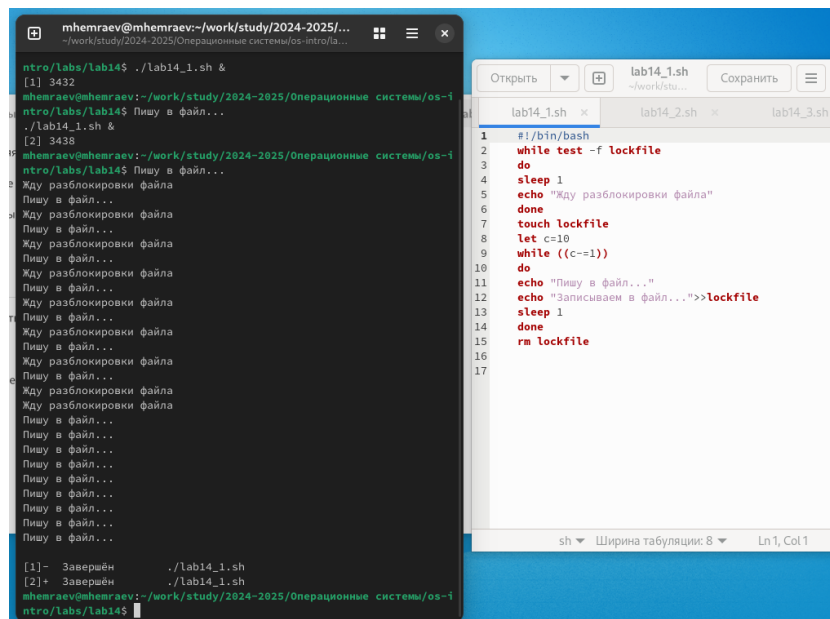 mhemraev@mhemraev:~/work/study/2024-2025/...
~/work/study/2024-2025/Операционные системы/os-intro/la...
ntro/labs/lab14$ ./lab14_1.sh &
[1] 3432
mhemraev@mhemraev:~/work/study/2024-2025/Операционные системы/os-i
ntro/labs/lab14$ Пишу в файл...
./lab14_1.sh &
[2] 3438
mhemraev@mhemraev:~/work/study/2024-2025/Операционные системы/os-i
ntro/labs/lab14$ Пишу в файл...
Жду разблокировки файла
Пишу в файл...
Жду разблокировки файла
Пишу в файл...
Жду разблокировки файла
Пишу в файл...
Жду разблокировки файла
Пишу в файл...
Жду разблокировки файла
Пишу в файл...
Жду разблокировки файла
Пишу в файл...
Жду разблокировки файла
Пишу в файл...
Жду разблокировки файла
Жду разблокировки файла
Пишу в файл...
Пишу в файл...
Пишу в файл...
Пишу в файл...
Пишу в файл...
Пишу в файл...
Пишу в файл...
Пишу в файл...
Пишу в файл...
[1]-  Завершён        ./lab14_1.sh
[2]+  Завершён        ./lab14_1.sh
mhemraev@mhemraev:~/work/study/2024-2025/Операционные системы/os-i
ntro/labs/lab14$
Открыть
lab14_1.sh
~/work/stu...
Сохранить
lab14_1.sh × lab14_2.sh × lab14_3.sh
1 #!/bin/bash
2 while test -f lockfile
3 do
4 sleep 1
5 echo "Жду разблокировки файла"
6 done
7 touch lockfile
8 let c=10
9 while ((c-=1))
10 do
11 echo "Пишу в файл..."
12 echo "Записываем в файл...">>lockfile
13 sleep 1
14 done
15 rm lockfile
16
17
sh Ширина табуляции: 8 Ln 1, Col 1